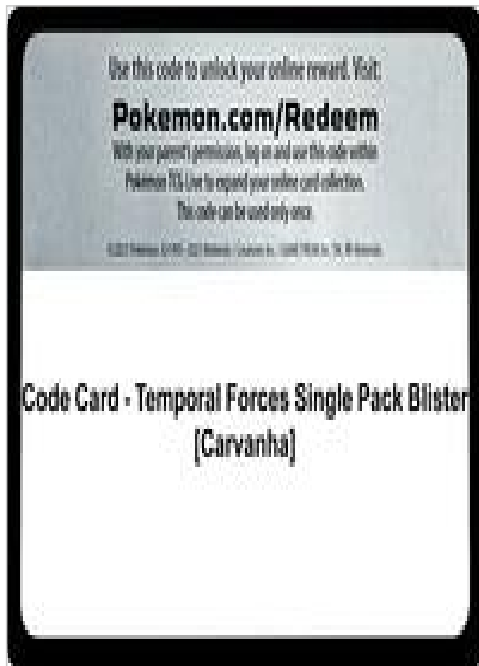 Use this code to unlock your online reward. Visit:
Pokemon.com/Redeem
With your parent's permission, log on and use this code within
Pokémon TCG Live to expand your online card collection.
This code can be used only once.
Code Card - Temporal Forces Single Pack Blister
[Carvanha]